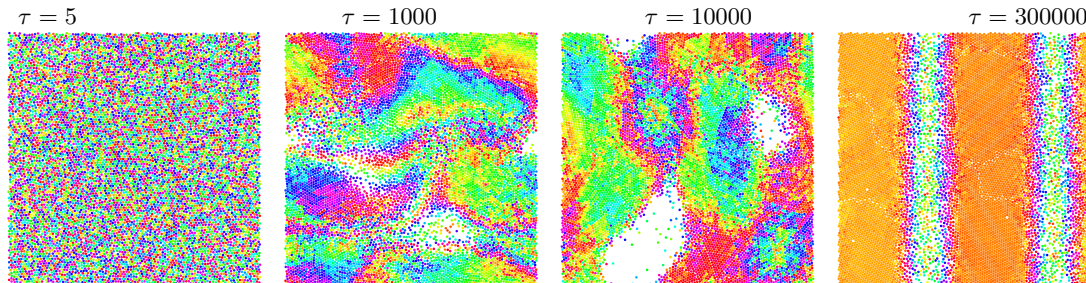 τ = 5
τ = 1000
τ = 10000
τ = 300000